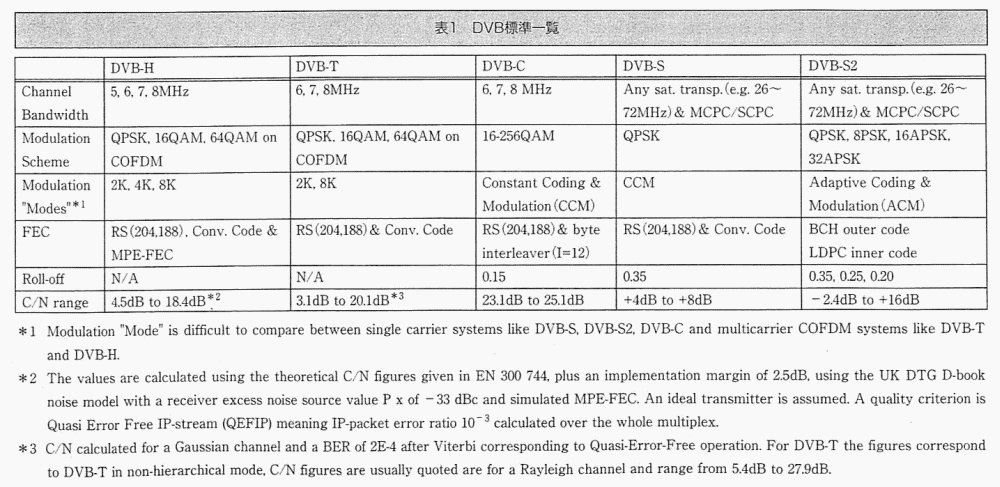 表1 DVB標準一覧
DVB-H DVB-T DVB-C DVB-S DVB-S2
Channel Bandwidth 5, 6, 7, 8MHz 6, 7, 8MHz 6, 7, 8 MHz Any sat. transp.(e.g. 26〜72MHz)& MCPC/SCPC Any sat. transp.(e.g. 26〜72MHz)& MCPC/SCPC
Modulation Scheme QPSK, 16QAM, 64QAM on COFDM QPSK, 16QAM, 64QAM on COFDM 16-256QAM QPSK QPSK, 8PSK, 16APSK, 32APSK
Modulation "Modes"*1 2K, 4K, 8K 2K, 8K Constant Coding & Modulation(CCM) CCM Adaptive Coding & Modulation(ACM)
FEC RS(204,188), Conv. Code & MPE-FEC RS(204,188)& Conv. Code RS(204,188)& byte interleaver(I=12) RS(204,188)& Conv. Code BCH outer code LDPC inner code
Roll-off N/A N/A 0.15 0.35 0.35, 0.25, 0.20
C/N range 4.5dB to 18.4dB*2 3.1dB to 20.1dB*3 23.1dB to 25.1dB +4dB to +8dB −2.4dB to +16dB
*1 Modulation "Mode" is difficult to compare between single carrier systems like DVB-S, DVB-S2, DVB-C and multicarrier COFDM systems like DVB-T
and DVB-H.
*2 The values are calculated using the theoretical C/N figures given in EN 300 744, plus an implementation margin of 2.5dB, using the UK DTG D-book
noise model with a receiver excess noise source value P x of −33 dBc and simulated MPE-FEC. An ideal transmitter is assumed. A quality criterion is
Quasi Error Free IP-stream (QEFIP) meaning IP-packet error ratio 10⁻³ calculated over the whole multiplex.
*3 C/N calculated for a Gaussian channel and a BER of 2E-4 after Viterbi corresponding to Quasi-Error-Free operation. For DVB-T the figures correspond
to DVB-T in non-hierarchical mode, C/N figures are usually quoted are for a Rayleigh channel and range from 5.4dB to 27.9dB.